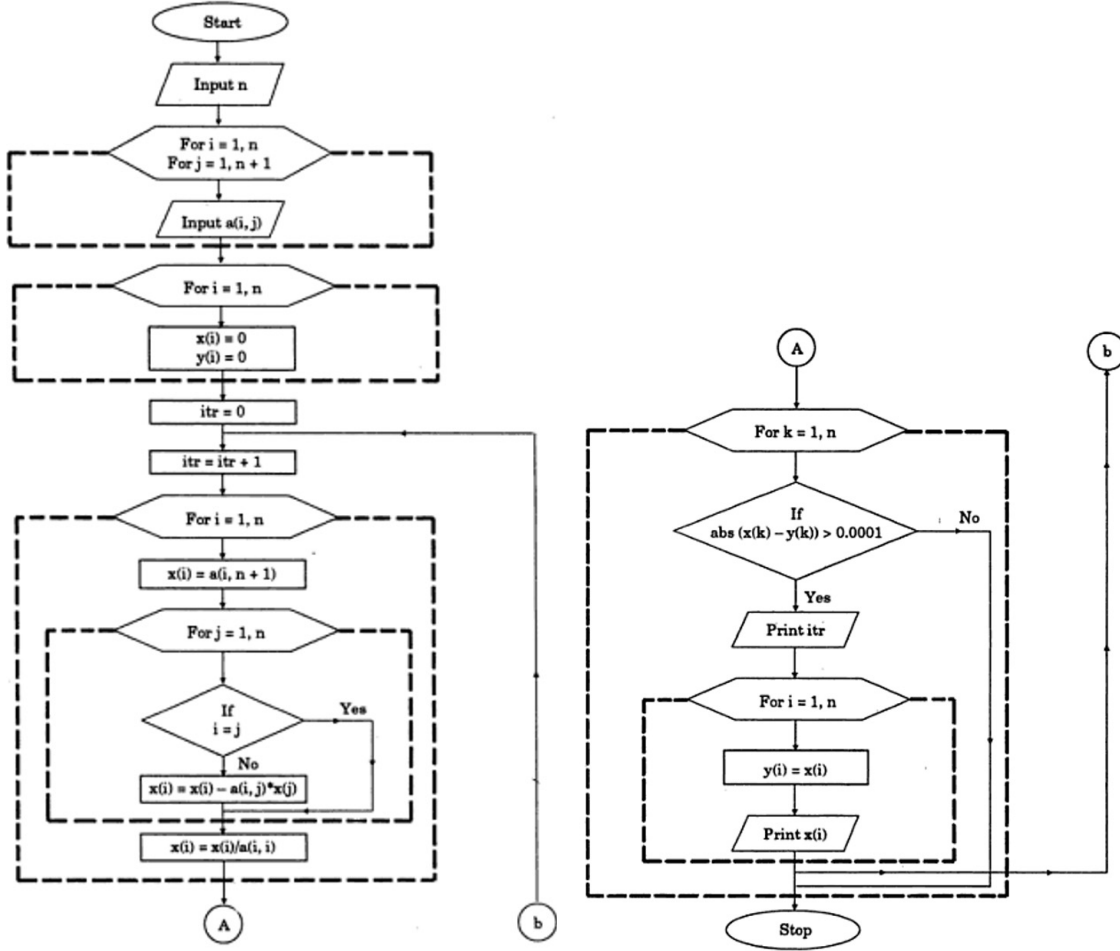 Start
Input n
For i = 1, n
For j = 1, n + 1
Input a(i, j)
For i = 1, n
x(i) = 0
y(i) = 0
itr = 0
itr = itr + 1
For i = 1, n
x(i) = a(i, n + 1)
For j = 1, n
If
i = j
Yes
No
x(i) = x(i) – a(i, j)*x(j)
x(i) = x(i)/a(i, i)
A
b
A
b
For k = 1, n
If
abs (x(k) – y(k)) > 0.0001
No
Yes
Print itr
For i = 1, n
y(i) = x(i)
Print x(i)
Stop